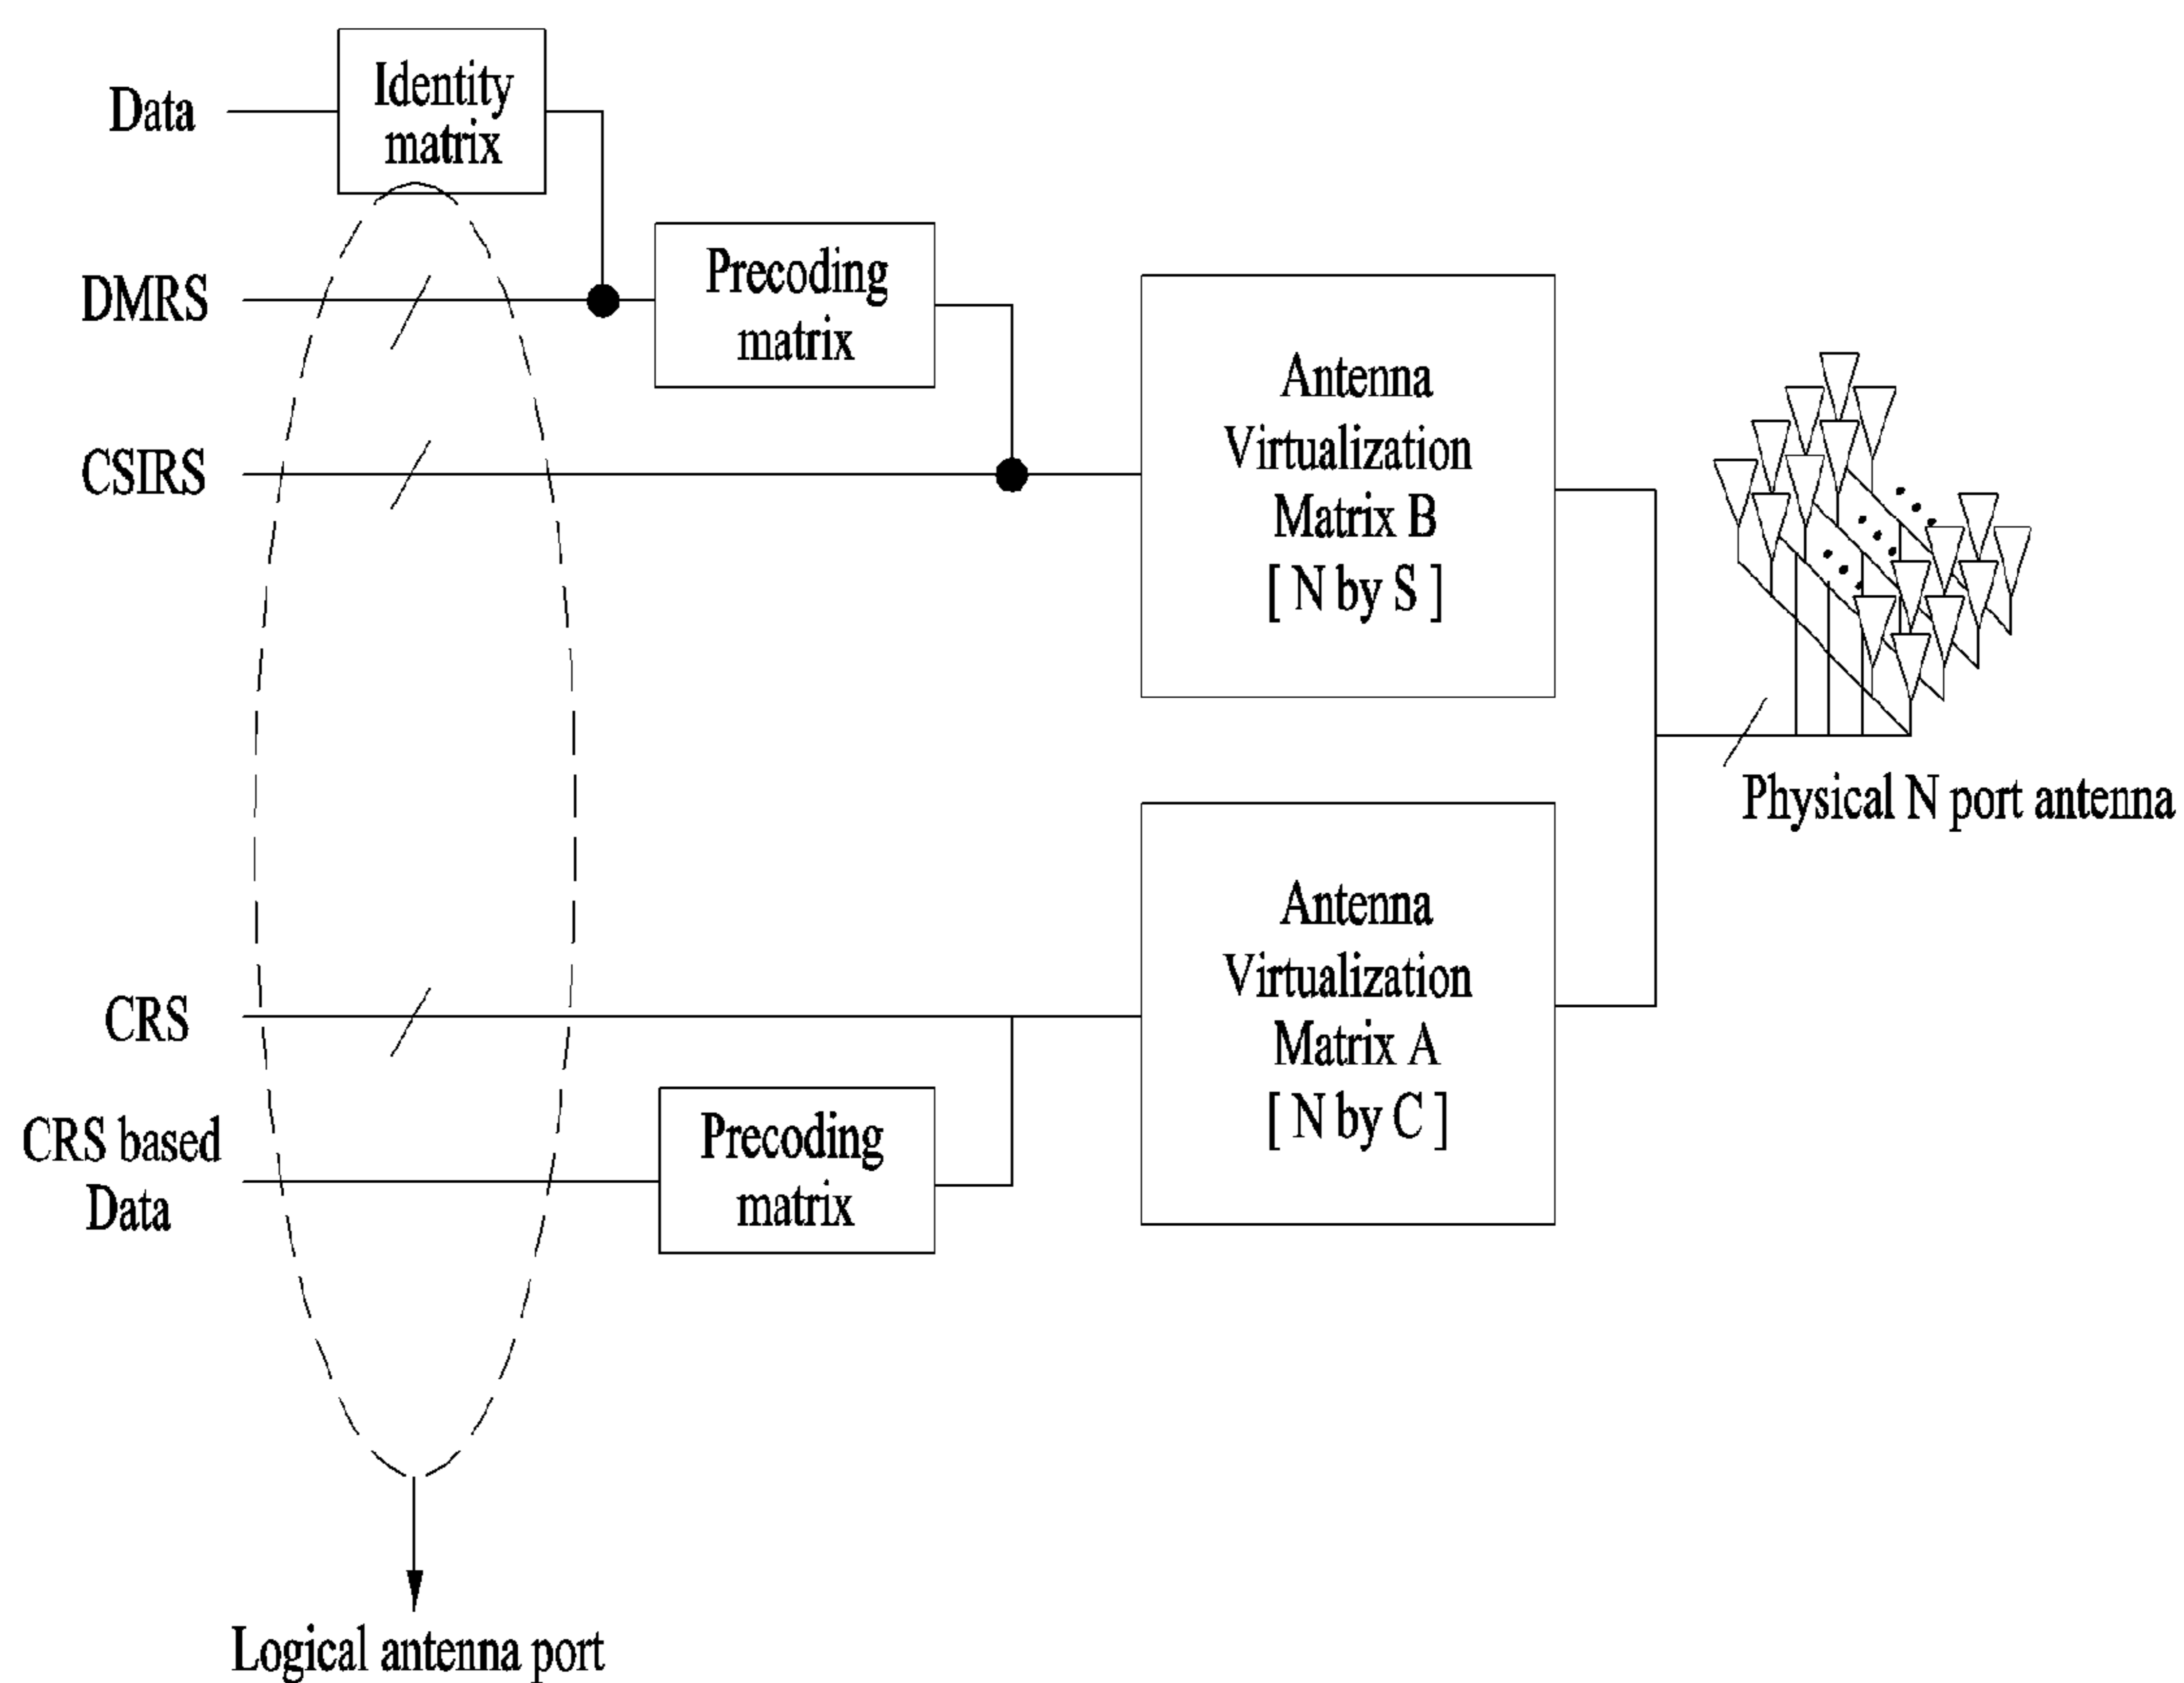 Data
Identity
matrix
DMRS
Precoding
matrix
CSIRS
Antenna
Virtualization
Matrix B
[ N by S ]
Physical N port antenna
CRS
Antenna
Virtualization
Matrix A
[ N by C ]
CRS based
Data
Precoding
matrix
Logical antenna port